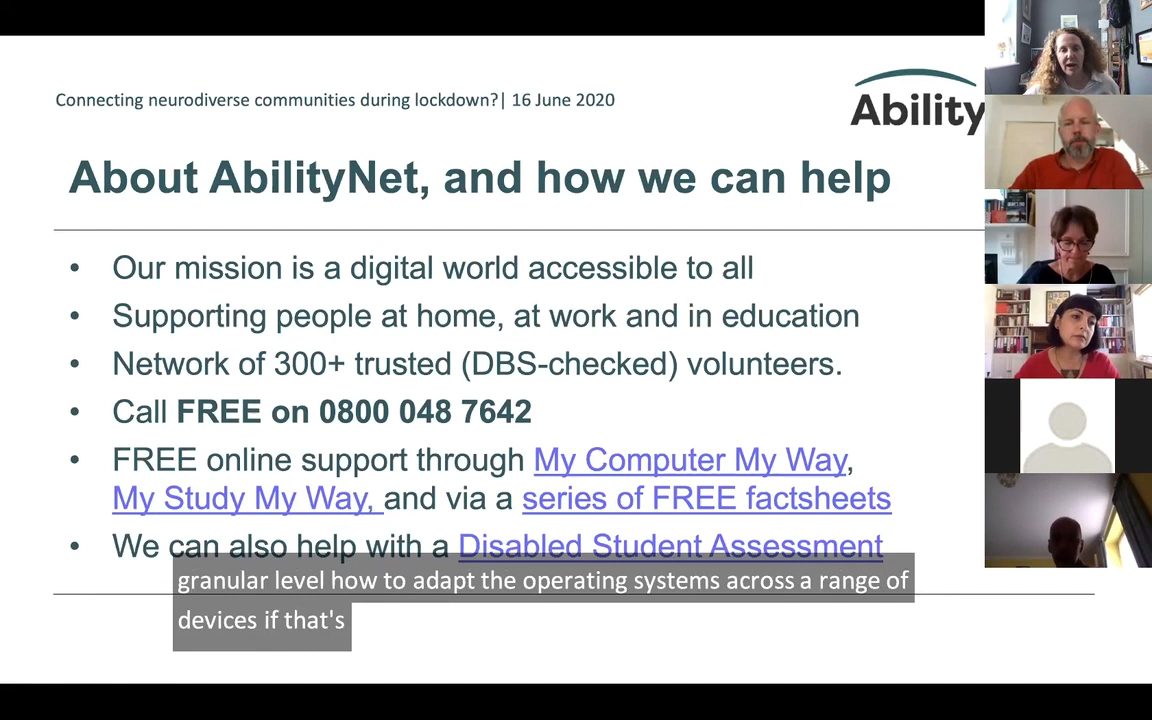 Connecting neurodiverse communities during lockdown?| 16 June 2020
Ability
About AbilityNet, and how we can help
• Our mission is a digital world accessible to all
• Supporting people at home, at work and in education
• Network of 300+ trusted (DBS-checked) volunteers.
• Call FREE on 0800 048 7642
• FREE online support through My Computer My Way,
My Study My Way, and via a series of FREE factsheets
• We can also help with a Disabled Student Assessment
granular level how to adapt the operating systems across a range of
devices if that's